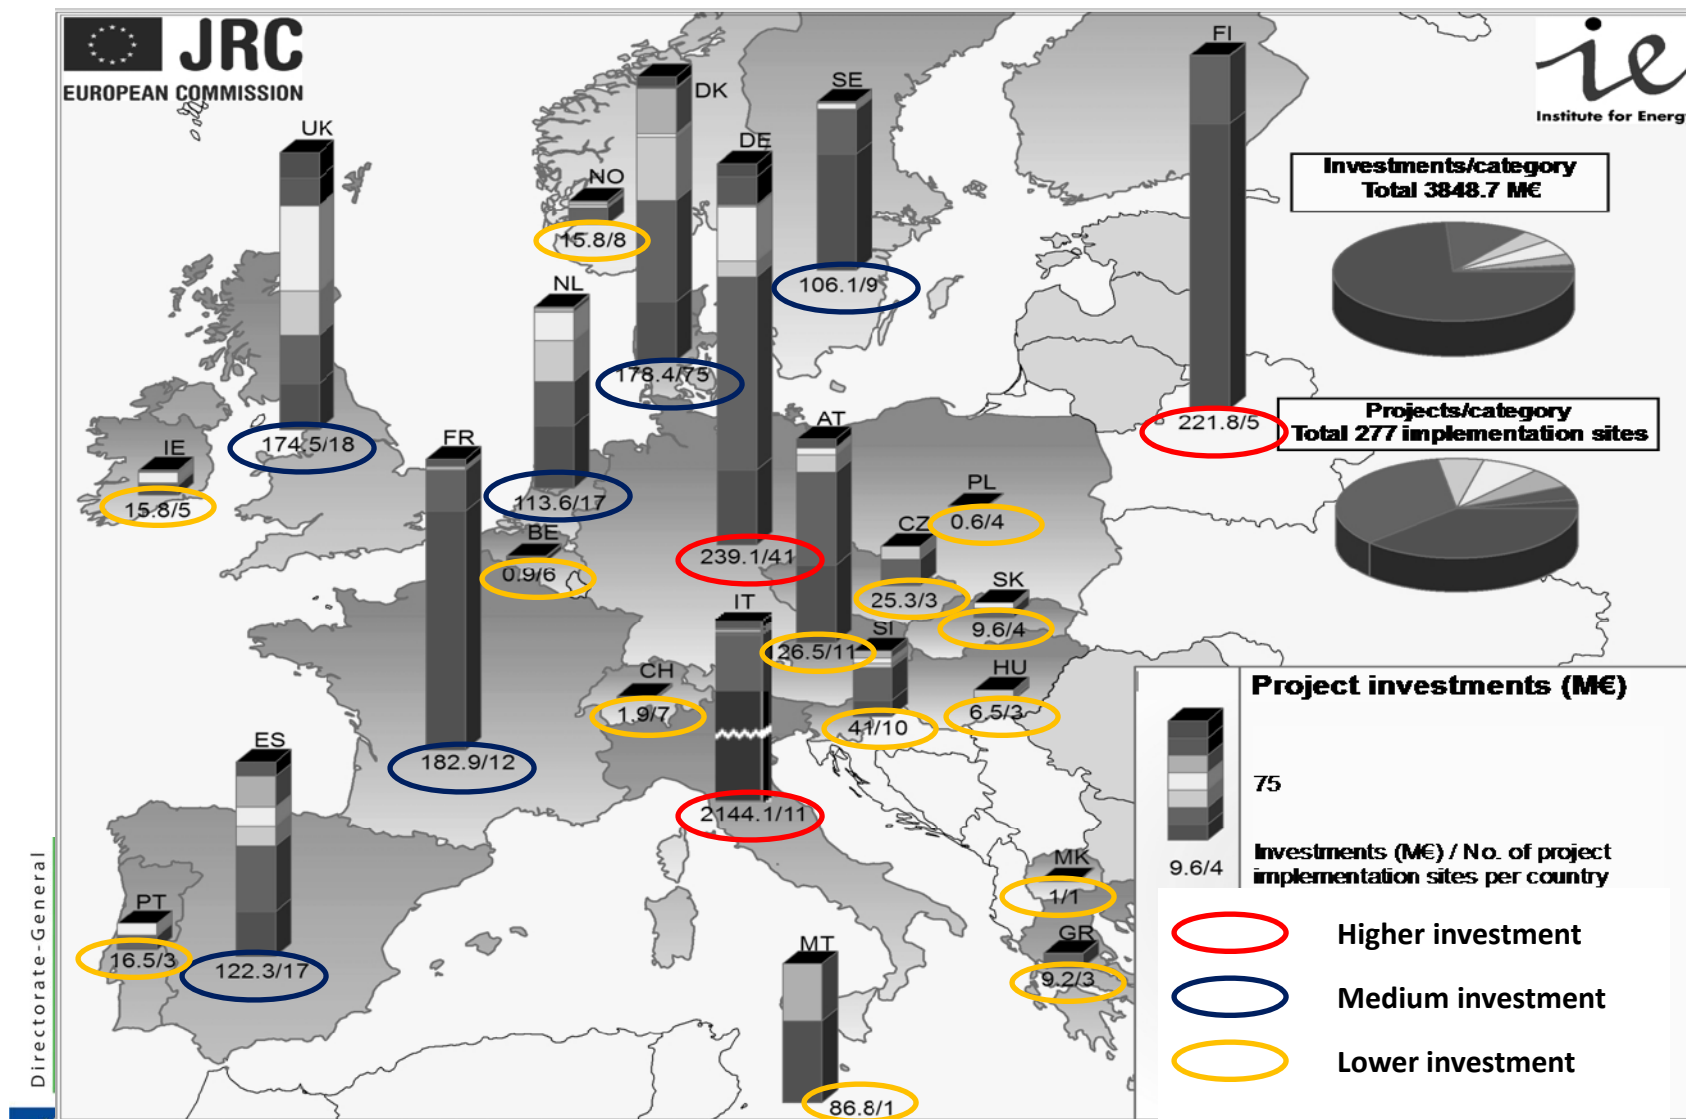 JRC
EUROPEAN COMMISSION
ie
Institute for Energy
FI
SE
DK
UK
DE
NO
15.8/8
Investments/category
Total 3848.7 M€
106.1/9
NL
178.4/75
Projects/category
Total 277 implementation sites
221.8/5
AT
FR
174.5/18
IE
15.8/5
113.6/17
PL
0.6/4
CZ
BE
0.9/6
239.1/41
25.3/3
SK
9.6/4
IT
SI
26.5/11
CH
1.9/7
HU
6.5/3
41/10
Project investments (M€)
75
ES
182.9/12
2144.1/11
Investments (M€) / No. of project
implementation sites per country
9.6/4
MK
1/1
PT
16.5/3
122.3/17
MT
GR
9.2/3
86.8/1
Higher investment
Medium investment
Lower investment
Directorate-General